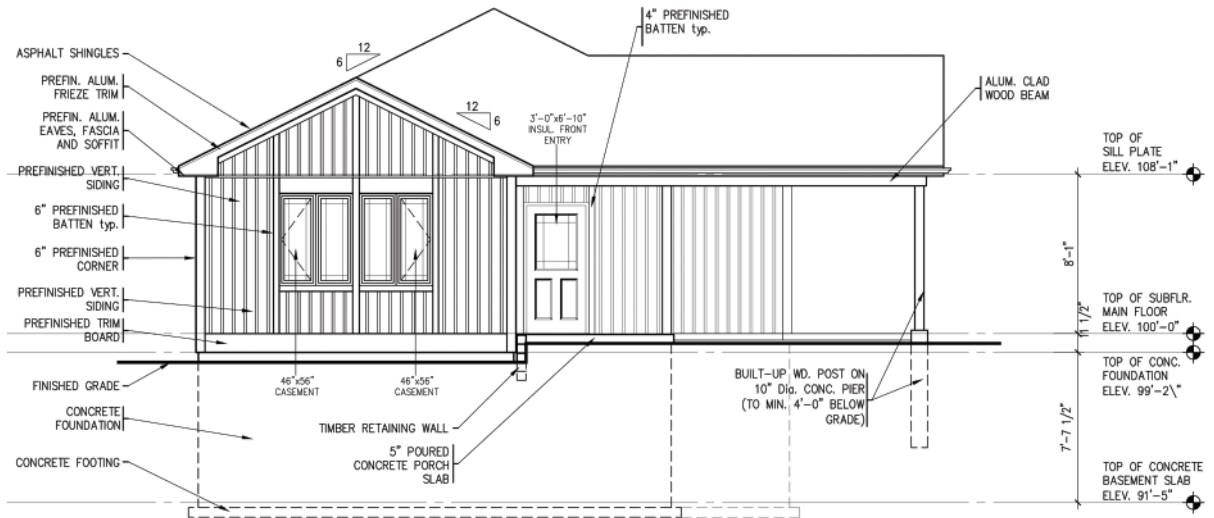 4" PREFINISHED
BATTEN typ.
ASPHALT SHINGLES
12
6
PREFIN. ALUM.
FRIEZE TRIM
ALUM. CLAD
WOOD BEAM
12
6
3'-0"x6'-10"
INSUL. FRONT
ENTRY
PREFIN. ALUM.
EAVES, FASCIA
AND SOFFIT
TOP OF
SILL PLATE
ELEV. 108'-1"
PREFINISHED VERT.
SIDING
6" PREFINISHED
BATTEN typ.
6" PREFINISHED
CORNER
8'-1"
PREFINISHED VERT.
SIDING
TOP OF SUBFLR.
MAIN FLOOR
ELEV. 100'-0"
PREFINISHED TRIM
BOARD
11 1/2"
TOP OF CONC.
FOUNDATION
ELEV. 99'-2\"
FINISHED GRADE
46"x56"
CASEMENT
46"x56"
CASEMENT
BUILT-UP WD. POST ON
10" Dia. CONC. PIER
(TO MIN. 4'-0" BELOW
GRADE)
CONCRETE
FOUNDATION
TIMBER RETAINING WALL
7'-7 1/2"
5" POURED
CONCRETE PORCH
SLAB
CONCRETE FOOTING
TOP OF CONCRETE
BASEMENT SLAB
ELEV. 91'-5"